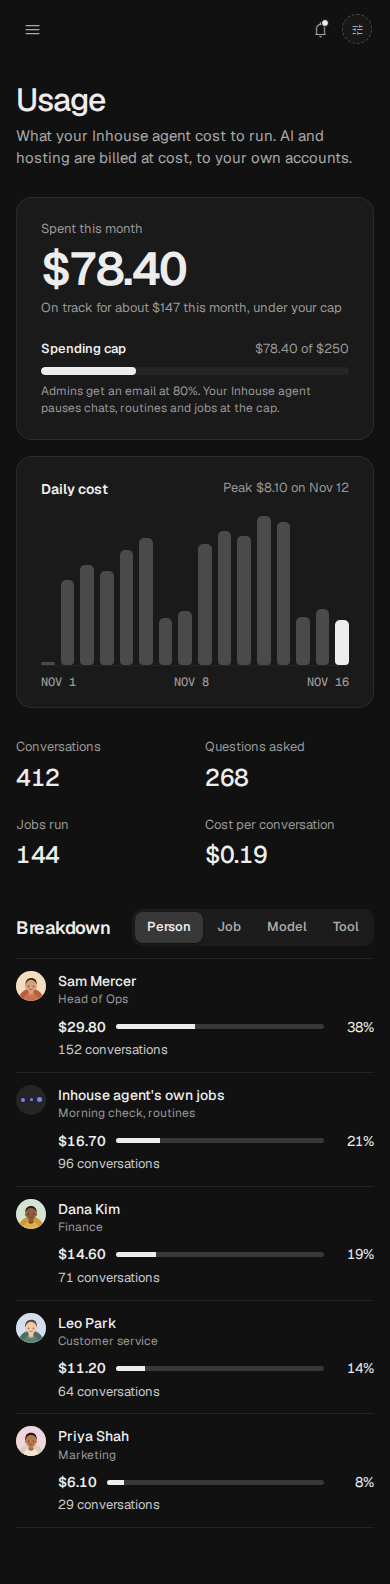 Usage
What your Inhouse agent cost to run. AI and
hosting are billed at cost, to your own accounts.
Spent this month
$78.40
On track for about $147 this month, under your cap
Spending cap $78.40 of $250
Admins get an email at 80%. Your Inhouse agent
pauses chats, routines and jobs at the cap.
Daily cost Peak $8.10 on Nov 12
NOV 1 NOV 8 NOV 16
Conversations Questions asked
412 268
Jobs run Cost per conversation
144 $0.19
Breakdown Person Job Model Tool
Sam Mercer
Head of Ops
$29.80 38%
152 conversations
Inhouse agent's own jobs
Morning check, routines
$16.70 21%
96 conversations
Dana Kim
Finance
$14.60 19%
71 conversations
Leo Park
Customer service
$11.20 14%
64 conversations
Priya Shah
Marketing
$6.10 8%
29 conversations